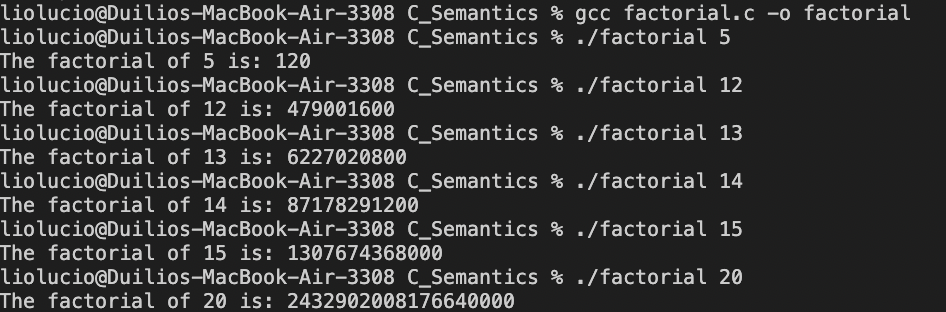 liolucio@Duilios-MacBook-Air-3308 C_Semantics % gcc factorial.c -o factorial
liolucio@Duilios-MacBook-Air-3308 C_Semantics % ./factorial 5
The factorial of 5 is: 120
liolucio@Duilios-MacBook-Air-3308 C_Semantics % ./factorial 12
The factorial of 12 is: 479001600
liolucio@Duilios-MacBook-Air-3308 C_Semantics % ./factorial 13
The factorial of 13 is: 6227020800
liolucio@Duilios-MacBook-Air-3308 C_Semantics % ./factorial 14
The factorial of 14 is: 87178291200
liolucio@Duilios-MacBook-Air-3308 C_Semantics % ./factorial 15
The factorial of 15 is: 1307674368000
liolucio@Duilios-MacBook-Air-3308 C_Semantics % ./factorial 20
The factorial of 20 is: 2432902008176640000